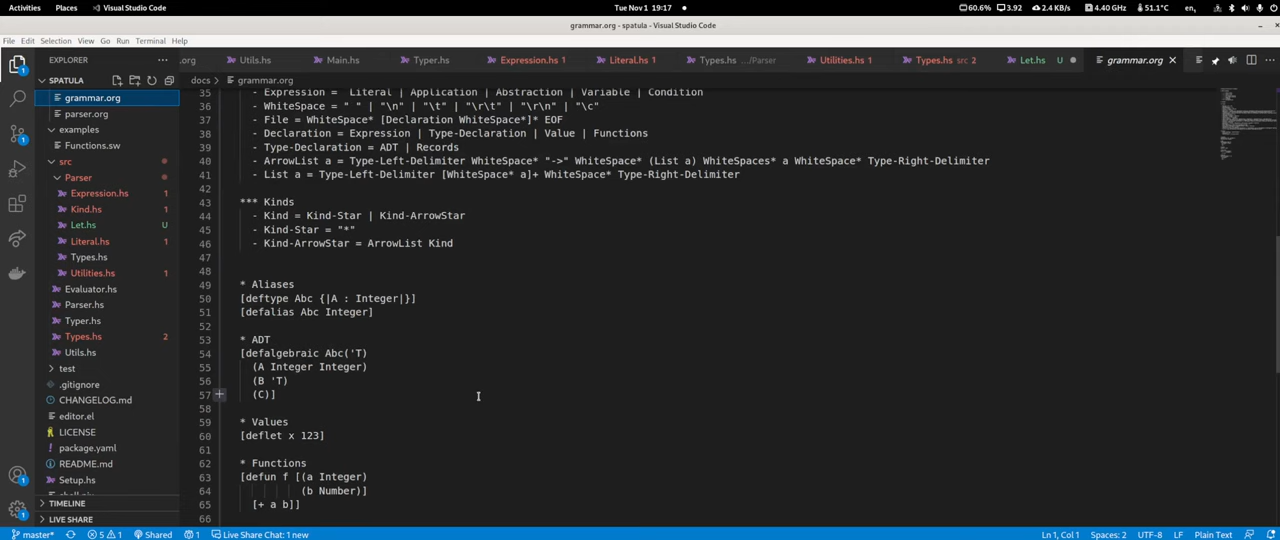 Activities Places Visual Studio Code Tue Nov 1 19:17 60.6% 3.92 2.4 KB/s 4.40 GHz 51.1°C en
grammar.org - spatula - Visual Studio Code
File Edit Selection View Go Run Terminal Help
EXPLORER ... .org Utils.hs Main.hs Typer.hs Expression.hs 1 Literal.hs 1 Types.hs .../Parser Utilities.hs 1 Types.hs src 2 Let.hs U grammar.org
SPATULA docs > grammar.org
grammar.org
parser.org
examples
Functions.sw
src
Parser
Expression.hs 1
Kind.hs 1
Let.hs U
Literal.hs 1
Types.hs
Utilities.hs 1
Evaluator.hs
Parser.hs
Typer.hs
Types.hs 2
Utils.hs
test
.gitignore
CHANGELOG.md
editor.el
LICENSE
package.yaml
README.md
Setup.hs
TIMELINE
LIVE SHARE
35 - Expression = Literal | Application | Abstraction | Variable | Condition
36 - WhiteSpace = " " | "\n" | "\t" | "\r\t" | "\r\n" | "\c"
37 - File = WhiteSpace* [Declaration WhiteSpace*]* EOF
38 - Declaration = Expression | Type-Declaration | Value | Functions
39 - Type-Declaration = ADT | Records
40 - ArrowList a = Type-Left-Delimiter WhiteSpace* "->" WhiteSpace* (List a) WhiteSpaces* a WhiteSpace* Type-Right-Delimiter
41 - List a = Type-Left-Delimiter [WhiteSpace* a]+ WhiteSpace* Type-Right-Delimiter
42
43 *** Kinds
44 - Kind = Kind-Star | Kind-ArrowStar
45 - Kind-Star = "*"
46 - Kind-ArrowStar = ArrowList Kind
47
48
49 * Aliases
50 [deftype Abc {|A : Integer|}]
51 [defalias Abc Integer]
52
53 * ADT
54 [defalgebraic Abc('T)
55 (A Integer Integer)
56 (B 'T)
57 (C)]
58
59 * Values
60 [deflet x 123]
61
62 * Functions
63 [defun f [(a Integer)
64 (b Number)]
65 [+ a b]]
66
master* 5 1 Shared 1 Live Share Chat: 1 new Ln 1, Col 1 Spaces: 2 UTF-8 LF Plain Text